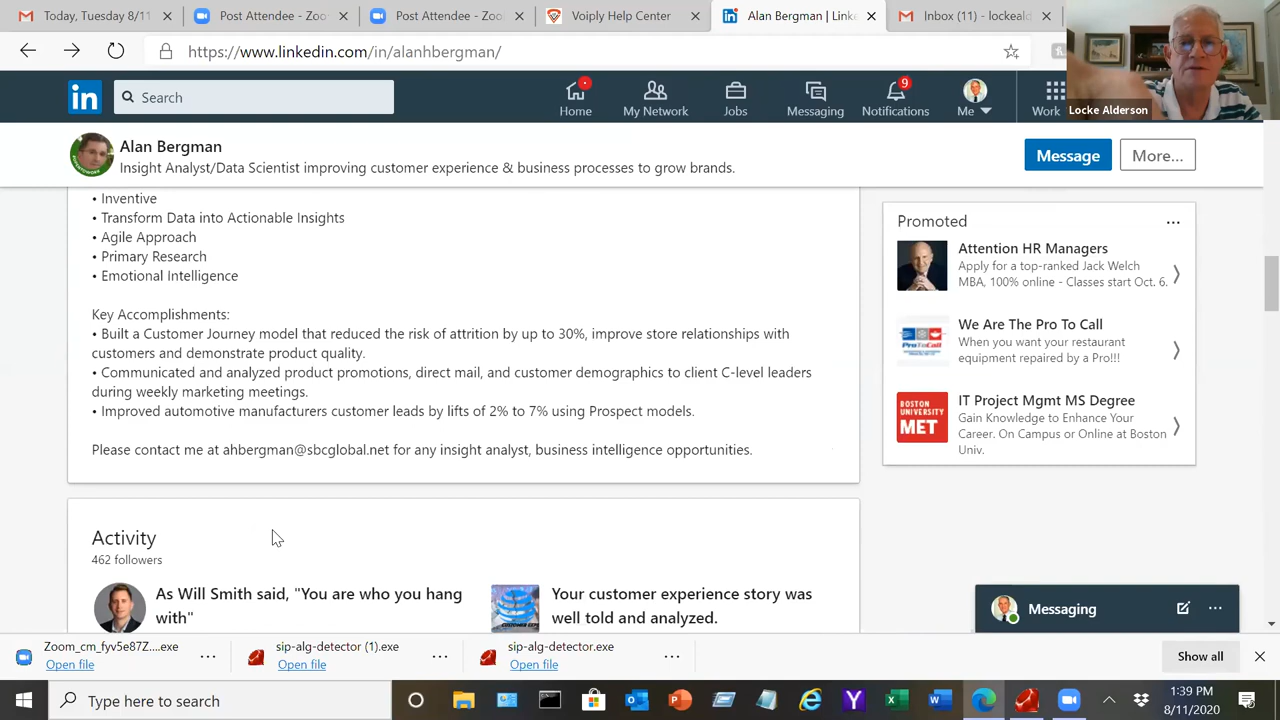 Today, Tuesday 8/11
Post Attendee - Zoo
Post Attendee - Zoo
Voiply Help Center
Alan Bergman | Linke
Inbox (11) - lockeald
https://www.linkedin.com/in/alanhbergman/
in
Search
Home
My Network
Jobs
Messaging
9
Notifications
Me
Work
Locke Alderson
Alan Bergman
Insight Analyst/Data Scientist improving customer experience & business processes to grow brands.
Message
More...
• Inventive
• Transform Data into Actionable Insights
• Agile Approach
• Primary Research
• Emotional Intelligence
Key Accomplishments:
• Built a Customer Journey model that reduced the risk of attrition by up to 30%, improve store relationships with
customers and demonstrate product quality.
• Communicated and analyzed product promotions, direct mail, and customer demographics to client C-level leaders
during weekly marketing meetings.
• Improved automotive manufacturers customer leads by lifts of 2% to 7% using Prospect models.
Please contact me at ahbergman@sbcglobal.net for any insight analyst, business intelligence opportunities.
Promoted
Attention HR Managers
Apply for a top-ranked Jack Welch
MBA, 100% online - Classes start Oct. 6.
We Are The Pro To Call
When you want your restaurant
equipment repaired by a Pro!!!
IT Project Mgmt MS Degree
Gain Knowledge to Enhance Your
Career. On Campus or Online at Boston
Univ.
BOSTON
UNIVERSITY
MET
Activity
462 followers
As Will Smith said, "You are who you hang
with"
Your customer experience story was
well told and analyzed.
Messaging
Zoom_cm_fyv5e87Z....exe
Open file
sip-alg-detector (1).exe
Open file
sip-alg-detector.exe
Open file
Show all
Type here to search
1:39 PM
8/11/2020